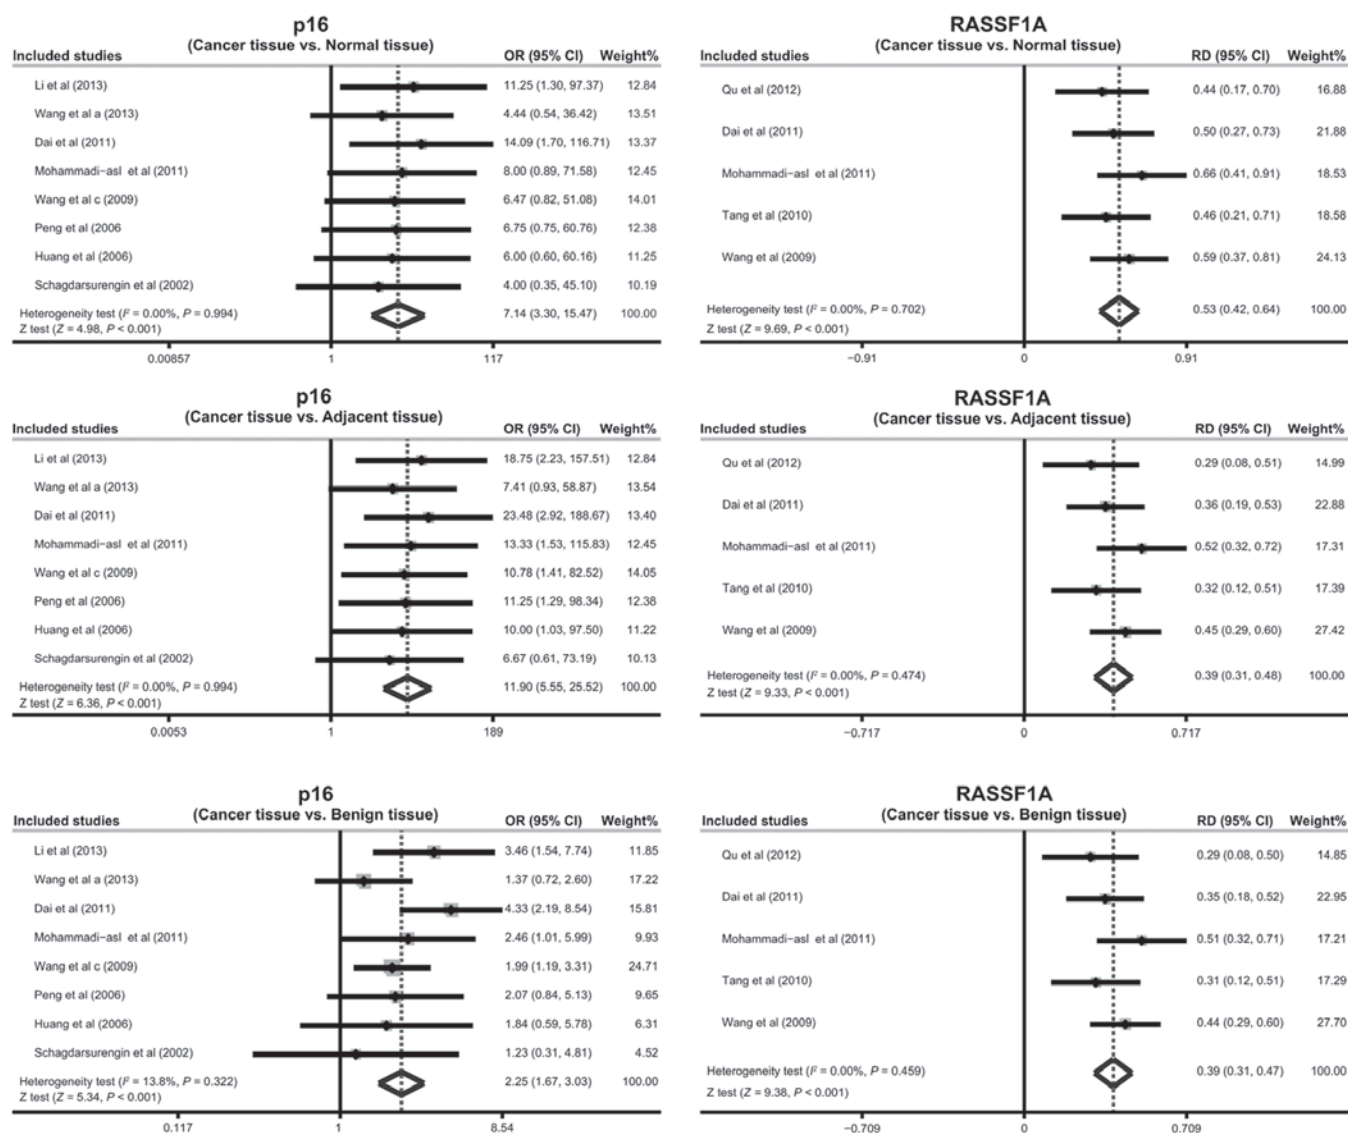 p16
(Cancer tissue vs. Normal tissue)
Included studies OR (95% CI) Weight%
Li et al (2013) 11.25 (1.30, 97.37) 12.84
Wang et al a (2013) 4.44 (0.54, 36.42) 13.51
Dai et al (2011) 14.09 (1.70, 116.71) 13.37
Mohammadi−asl et al (2011) 8.00 (0.89, 71.58) 12.45
Wang et al c (2009) 6.47 (0.82, 51.08) 14.01
Peng et al (2006 6.75 (0.75, 60.76) 12.38
Huang et al (2006) 6.00 (0.60, 60.16) 11.25
Schagdarsurengin et al (2002) 4.00 (0.35, 45.10) 10.19
Heterogeneity test (I² = 0.00%, P = 0.994) 7.14 (3.30, 15.47) 100.00
Z test (Z = 4.98, P < 0.001)
0.00857 1 117
RASSF1A
(Cancer tissue vs. Normal tissue)
Included studies RD (95% CI) Weight%
Qu et al (2012) 0.44 (0.17, 0.70) 16.88
Dai et al (2011) 0.50 (0.27, 0.73) 21.88
Mohammadi−asl et al (2011) 0.66 (0.41, 0.91) 18.53
Tang et al (2010) 0.46 (0.21, 0.71) 18.58
Wang et al (2009) 0.59 (0.37, 0.81) 24.13
Heterogeneity test (I² = 0.00%, P = 0.702) 0.53 (0.42, 0.64) 100.00
Z test (Z = 9.69, P < 0.001)
−0.91 0 0.91
p16
(Cancer tissue vs. Adjacent tissue)
Included studies OR (95% CI) Weight%
Li et al (2013) 18.75 (2.23, 157.51) 12.84
Wang et al a (2013) 7.41 (0.93, 58.87) 13.54
Dai et al (2011) 23.48 (2.92, 188.67) 13.40
Mohammadi−asl et al (2011) 13.33 (1.53, 115.83) 12.45
Wang et al c (2009) 10.78 (1.41, 82.52) 14.05
Peng et al (2006) 11.25 (1.29, 98.34) 12.38
Huang et al (2006) 10.00 (1.03, 97.50) 11.22
Schagdarsurengin et al (2002) 6.67 (0.61, 73.19) 10.13
Heterogeneity test (I² = 0.00%, P = 0.994) 11.90 (5.55, 25.52) 100.00
Z test (Z = 6.36, P < 0.001)
0.0053 1 189
RASSF1A
(Cancer tissue vs. Adjacent tissue)
Included studies RD (95% CI) Weight%
Qu et al (2012) 0.29 (0.08, 0.51) 14.99
Dai et al (2011) 0.36 (0.19, 0.53) 22.88
Mohammadi−asl et al (2011) 0.52 (0.32, 0.72) 17.31
Tang et al (2010) 0.32 (0.12, 0.51) 17.39
Wang et al (2009) 0.45 (0.29, 0.60) 27.42
Heterogeneity test (I² = 0.00%, P = 0.474) 0.39 (0.31, 0.48) 100.00
Z test (Z = 9.33, P < 0.001)
−0.717 0 0.717
p16
(Cancer tissue vs. Benign tissue)
Included studies OR (95% CI) Weight%
Li et al (2013) 3.46 (1.54, 7.74) 11.85
Wang et al a (2013) 1.37 (0.72, 2.60) 17.22
Dai et al (2011) 4.33 (2.19, 8.54) 15.81
Mohammadi−asl et al (2011) 2.46 (1.01, 5.99) 9.93
Wang et al c (2009) 1.99 (1.19, 3.31) 24.71
Peng et al (2006) 2.07 (0.84, 5.13) 9.65
Huang et al (2006) 1.84 (0.59, 5.78) 6.31
Schagdarsurengin et al (2002) 1.23 (0.31, 4.81) 4.52
Heterogeneity test (I² = 13.8%, P = 0.322) 2.25 (1.67, 3.03) 100.00
Z test (Z = 5.34, P < 0.001)
0.117 1 8.54
RASSF1A
(Cancer tissue vs. Benign tissue)
Included studies RD (95% CI) Weight%
Qu et al (2012) 0.29 (0.08, 0.50) 14.85
Dai et al (2011) 0.35 (0.18, 0.52) 22.95
Mohammadi−asl et al (2011) 0.51 (0.32, 0.71) 17.21
Tang et al (2010) 0.31 (0.12, 0.51) 17.29
Wang et al (2009) 0.44 (0.29, 0.60) 27.70
Heterogeneity test (I² = 0.00%, P = 0.459) 0.39 (0.31, 0.47) 100.00
Z test (Z = 9.38, P < 0.001)
−0.709 0 0.709